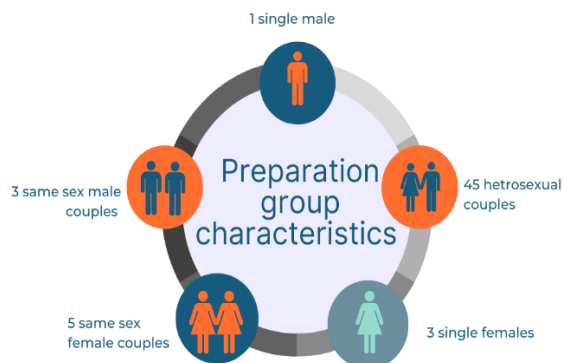 1 single male
Preparation
group
characteristics
3 same sex male
couples
45 hetrosexual
couples
5 same sex
female couples
3 single females